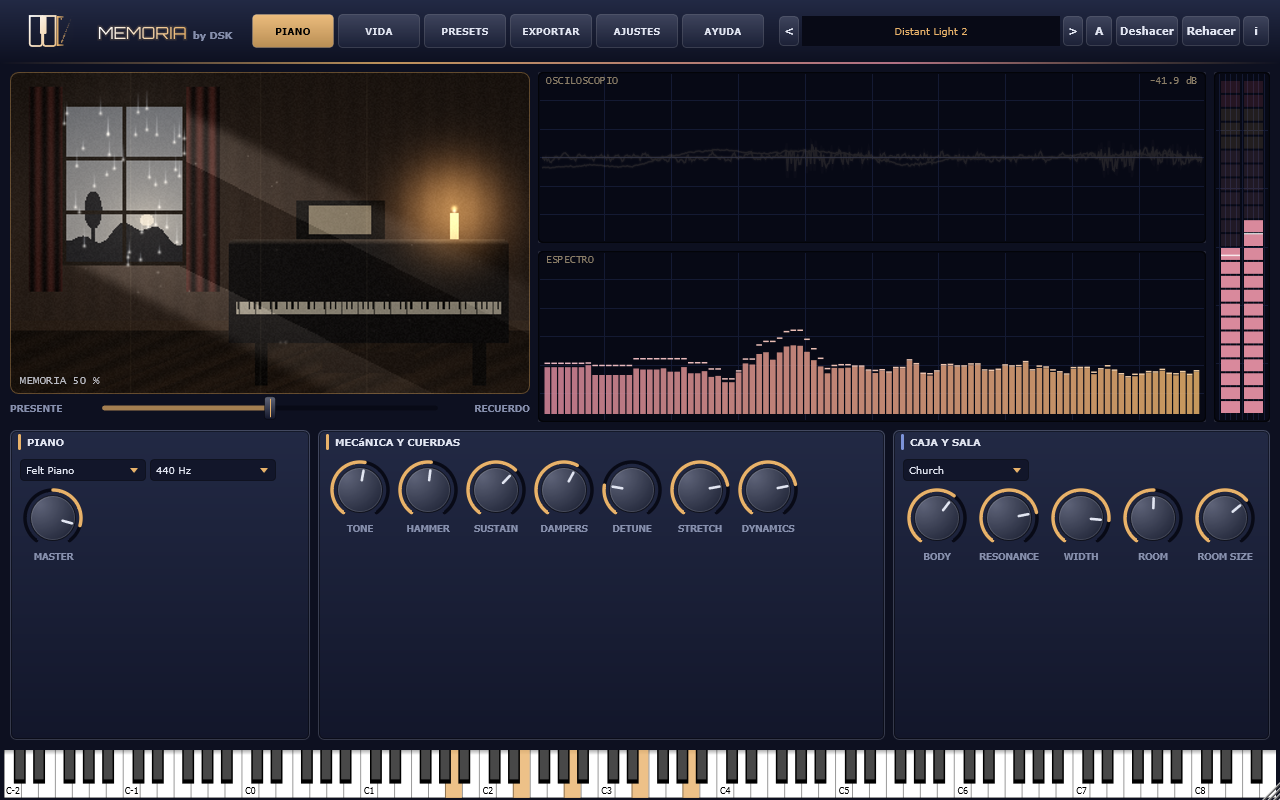 MEMORIA by DSK
PIANO
VIDA
PRESETS
EXPORTAR
AJUSTES
AYUDA
<
Distant Light 2
>
A
Deshacer
Rehacer
i
OSCILOSCOPIO
-41.9 dB
ESPECTRO
MEMORIA 50 %
PRESENTE
RECUERDO
PIANO
Felt Piano
440 Hz
MASTER
MECáNICA Y CUERDAS
TONE
HAMMER
SUSTAIN
DAMPERS
DETUNE
STRETCH
DYNAMICS
CAJA Y SALA
Church
BODY
RESONANCE
WIDTH
ROOM
ROOM SIZE
C-2
C-1
C0
C1
C2
C3
C4
C5
C6
C7
C8